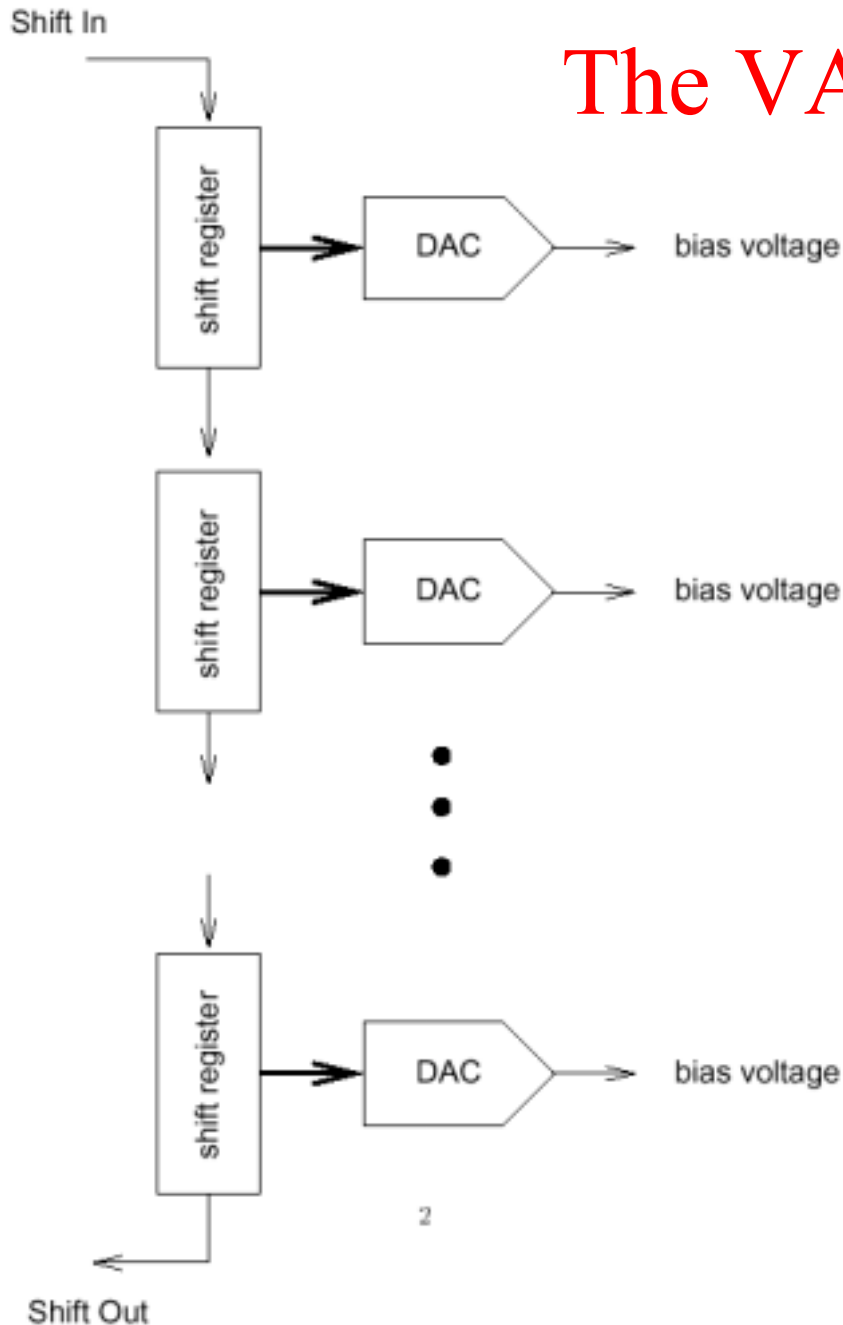 Shift In
The VA
shift register
DAC
bias voltage
shift register
DAC
bias voltage
shift register
DAC
bias voltage
2
Shift Out